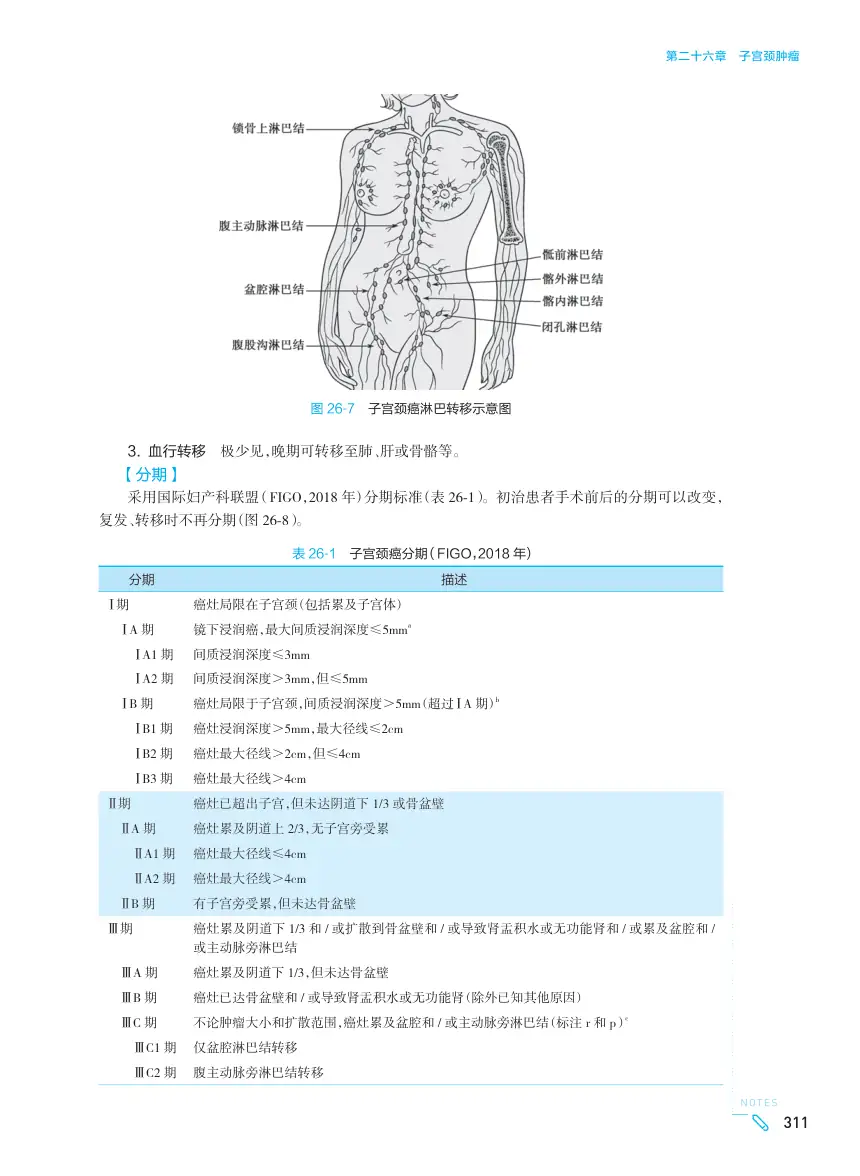 第二十六章 子宫颈肿瘤
锁骨上淋巴结
腹主动脉淋巴结
盆腔淋巴结
腹股沟淋巴结
骶前淋巴结
髂外淋巴结
髂内淋巴结
闭孔淋巴结
图 26-7 子宫颈癌淋巴转移示意图
3. 血行转移 极少见,晚期可转移至肺、肝或骨骼等。
【分期】
采用国际妇产科联盟(FIGO,2018 年)分期标准(表 26-1)。初治患者手术前后的分期可以改变,
复发、转移时不再分期(图 26-8)。
表 26-1 子宫颈癌分期(FIGO,2018 年)
分期 描述
Ⅰ期 癌灶局限在子宫颈(包括累及子宫体)
ⅠA 期 镜下浸润癌,最大间质浸润深度≤5mmᵃ
ⅠA1 期 间质浸润深度≤3mm
ⅠA2 期 间质浸润深度>3mm,但≤5mm
ⅠB 期 癌灶局限于子宫颈,间质浸润深度>5mm(超过ⅠA 期)ᵇ
ⅠB1 期 癌灶浸润深度>5mm,最大径线≤2cm
ⅠB2 期 癌灶最大径线>2cm,但≤4cm
ⅠB3 期 癌灶最大径线>4cm
Ⅱ期 癌灶已超出子宫,但未达阴道下 1/3 或骨盆壁
ⅡA 期 癌灶累及阴道上 2/3,无子宫旁受累
ⅡA1 期 癌灶最大径线≤4cm
ⅡA2 期 癌灶最大径线>4cm
ⅡB 期 有子宫旁受累,但未达骨盆壁
Ⅲ期 癌灶累及阴道下 1/3 和 / 或扩散到骨盆壁和 / 或导致肾盂积水或无功能肾和 / 或累及盆腔和 /
或主动脉旁淋巴结
ⅢA 期 癌灶累及阴道下 1/3,但未达骨盆壁
ⅢB 期 癌灶已达骨盆壁和 / 或导致肾盂积水或无功能肾(除外已知其他原因)
ⅢC 期 不论肿瘤大小和扩散范围,癌灶累及盆腔和 / 或主动脉旁淋巴结(标注 r 和 p)ᶜ
ⅢC1 期 仅盆腔淋巴结转移
ⅢC2 期 腹主动脉旁淋巴结转移
NOTES
311